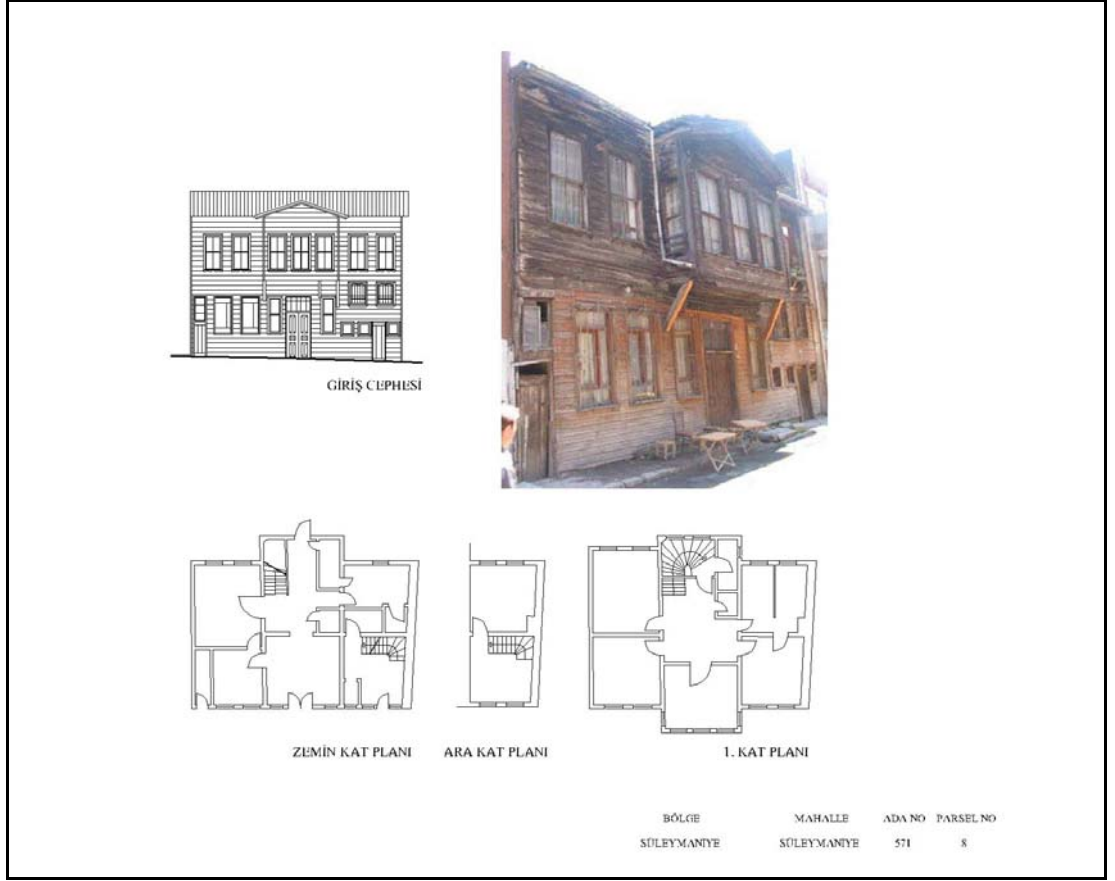 GİRİŞ CEPHESİ
ZEMİN KAT PLANI
ARA KAT PLANI
1. KAT PLANI
BÖLGE MAHALLE ADA NO PARSEL NO
SÜLEYMANİYE SÜLEYMANİYE 571 8